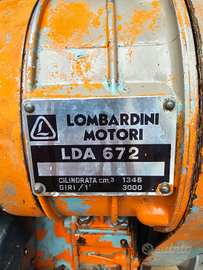 LOMBARDINI
MOTORI
LDA 672
CILINDRATA cm.³ 1346
GIRI / 1' 3000
subito